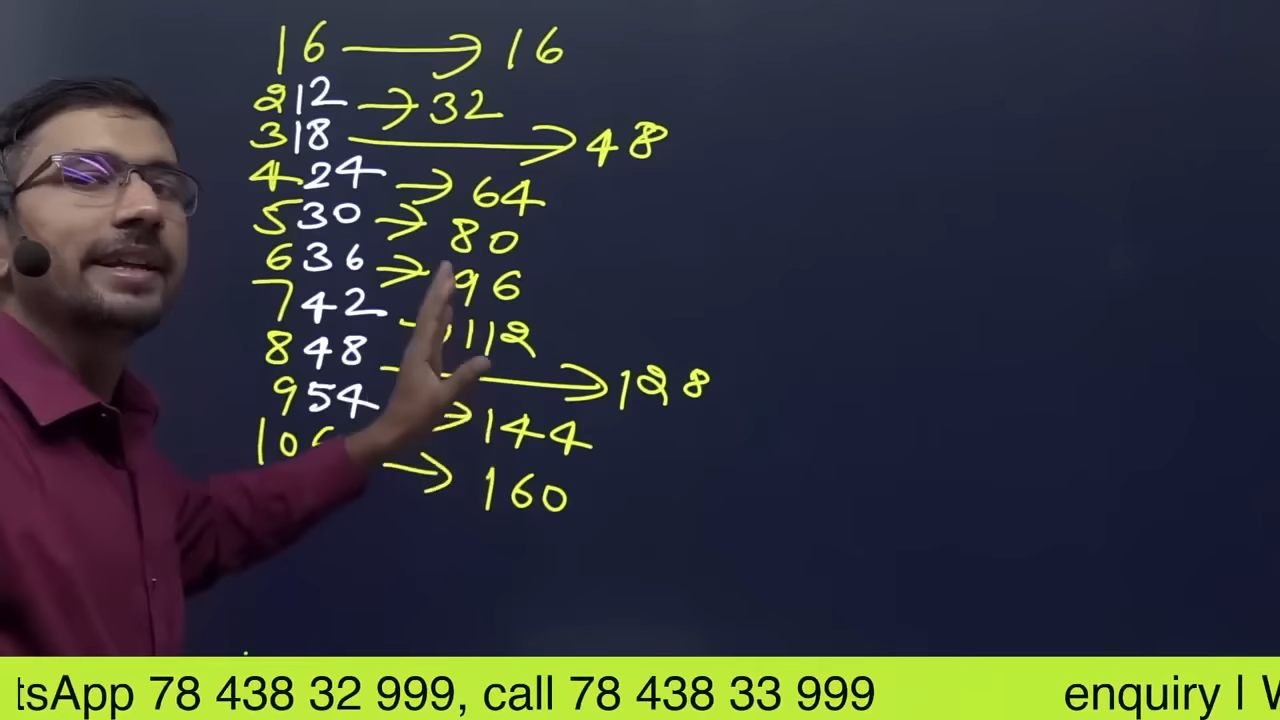 16 → 16
212 → 32
318 → 48
424 → 64
530 → 80
636 → 96
742 112
848 → 128
954 → 144
10 → 160
tsApp 78 438 32 999, call 78 438 33 999 enquiry I